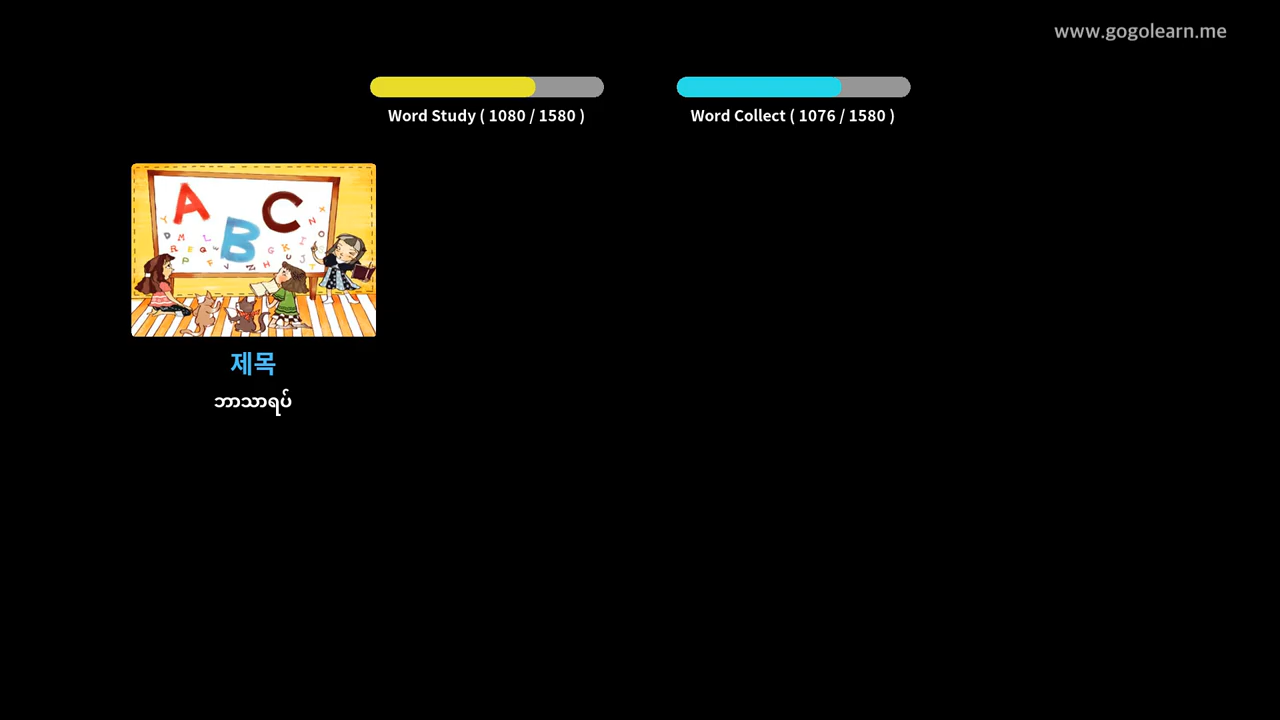 www.gogolearn.me
Word Study ( 1080 / 1580 )
Word Collect ( 1076 / 1580 )
A
B
C
제목
ဘာသာရပ်